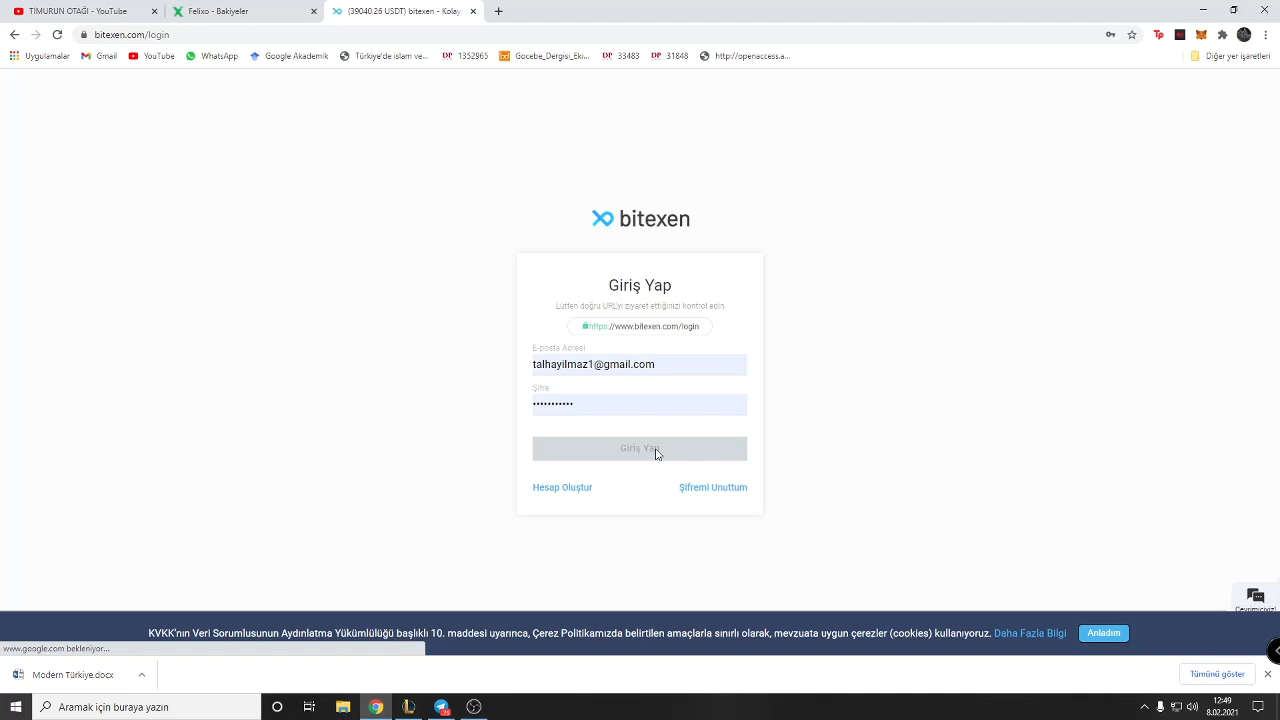 TİMURUN OTAĞI - YouTube
Felixo - Bakiyeler
(39040.26 USDT) bitexen - Kolay
bitexen.com/login
Uygulamalar
Gmail
YouTube
WhatsApp
Google Akademik
Türkiye'de islam ve...
DP 1352965
Gocebe_Dergisi_Eki...
DP 33483
DP 31848
http://openaccess.a...
Diğer yer işaretleri
bitexen
Giriş Yap
Lütfen doğru URL'yi ziyaret ettiğinizi kontrol edin
https://www.bitexen.com/login
E-posta Adresi
talhayilmaz1@gmail.com
Şifre
•••••••••••
Giriş Yap
Hesap Oluştur
Şifremi Unuttum
KVKK'nın Veri Sorumlusunun Aydınlatma Yükümlülüğü başlıklı 10. maddesi uyarınca, Çerez Politikamızda belirtilen amaçlarla sınırlı olarak, mevzuata uygun çerezler (cookies) kullanıyoruz. Daha Fazla Bilgi
Anladım
www.google.com bekleniyor...
Modern Türkiye.docx
Tümünü göster
Aramak için buraya yazın
12:49
8.02.2021